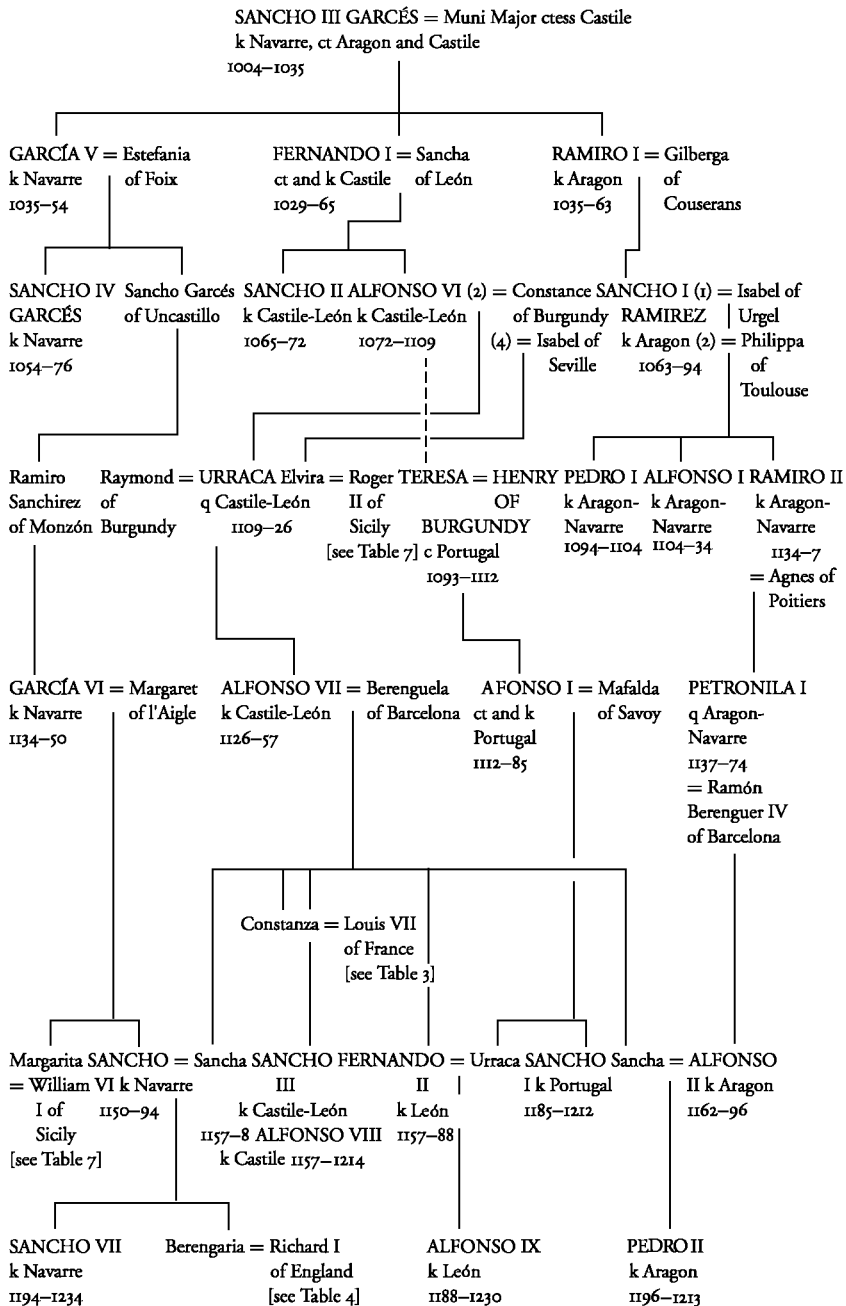 SANCHO III GARCÉS = Muni Major ctess Castile
k Navarre, ct Aragon and Castile
1004–1035
GARCÍA V = Estefania
k Navarre of Foix
1035–54
FERNANDO I = Sancha
ct and k Castile of León
1029–65
RAMIRO I = Gilberga
k Aragon of
1035–63 Couserans
SANCHO IV
GARCÉS
k Navarre
1054–76
Sancho Garcés
of Uncastillo
SANCHO II
k Castile-León
1065–72
ALFONSO VI (2) = Constance
k Castile-León of Burgundy
1072–1109 (4) = Isabel of
Seville
SANCHO I (1) = Isabel of
RAMIREZ Urgel
k Aragon (2) = Philippa
1063–94 of
Toulouse
Ramiro
Sanchirez
of Monzón
Raymond = URRACA
of q Castile-León
Burgundy 1109–26
Elvira = Roger
II of
Sicily
[see Table 7]
TERESA = HENRY
OF
BURGUNDY
c Portugal
1093–1112
PEDRO I
k Aragon-
Navarre
1094–1104
ALFONSO I
k Aragon-
Navarre
1104–34
RAMIRO II
k Aragon-
Navarre
1134–7
= Agnes of
Poitiers
GARCÍA VI = Margaret
k Navarre of l'Aigle
1134–50
ALFONSO VII = Berenguela
k Castile-León of Barcelona
1126–57
AFONSO I = Mafalda
ct and k of Savoy
Portugal
1112–85
PETRONILA I
q Aragon-
Navarre
1137–74
= Ramón
Berenguer IV
of Barcelona
Constanza = Louis VII
of France
[see Table 3]
Margarita
= William
I of
Sicily
[see Table 7]
SANCHO = Sancha
VI k Navarre
1150–94
SANCHO
III
k Castile-León
1157–8 ALFONSO VIII
k Castile 1157–1214
FERNANDO = Urraca
II
k León
1157–88
SANCHO
I k Portugal
1185–1212
Sancha = ALFONSO
II k Aragon
1162–96
SANCHO VII
k Navarre
1194–1234
Berengaria = Richard I
of England
[see Table 4]
ALFONSO IX
k León
1188–1230
PEDRO II
k Aragon
1196–1213